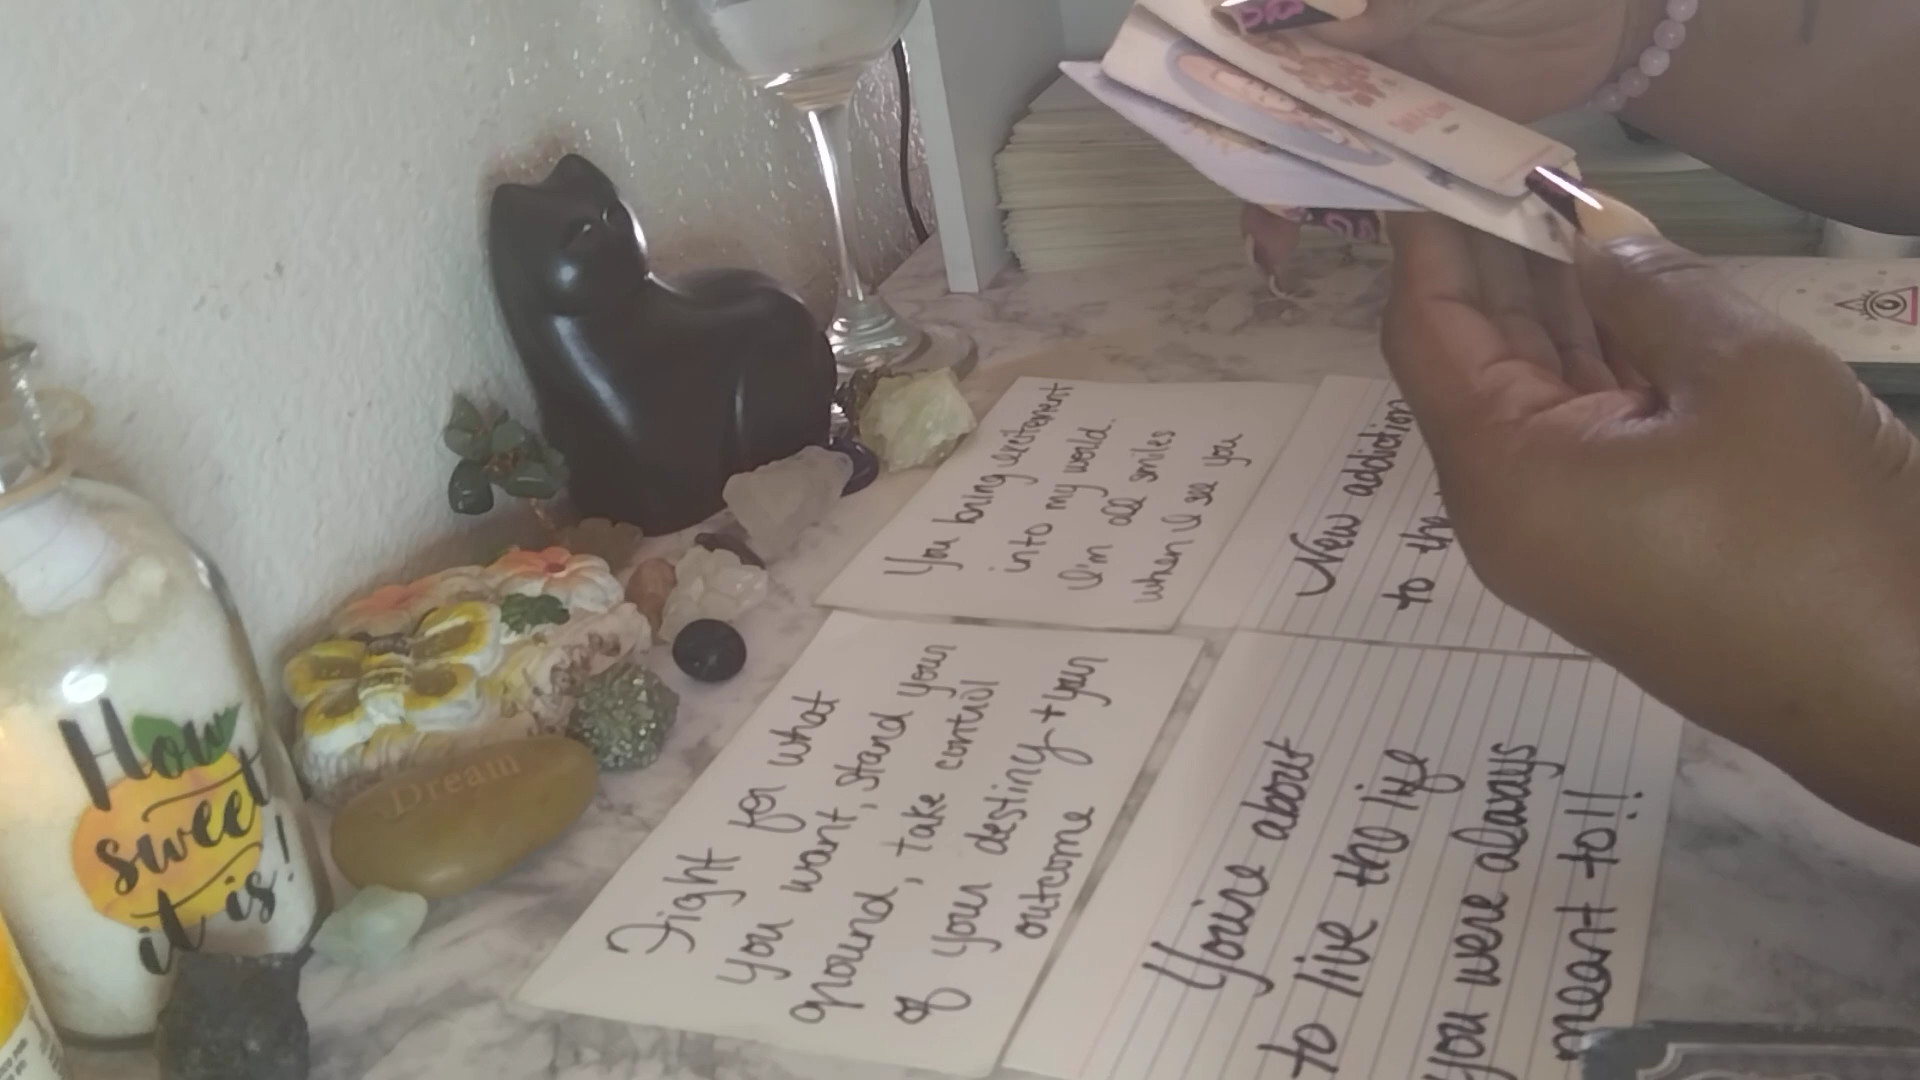 How
sweet
it is!
Dream
You bring excitement
into my world.
I'm all smiles
when I see you
New addiction
to the
Fight for what
you want, stand your
ground, take control
of your destiny + your
outcome
You're about
to live the life
you were always
meant to!!